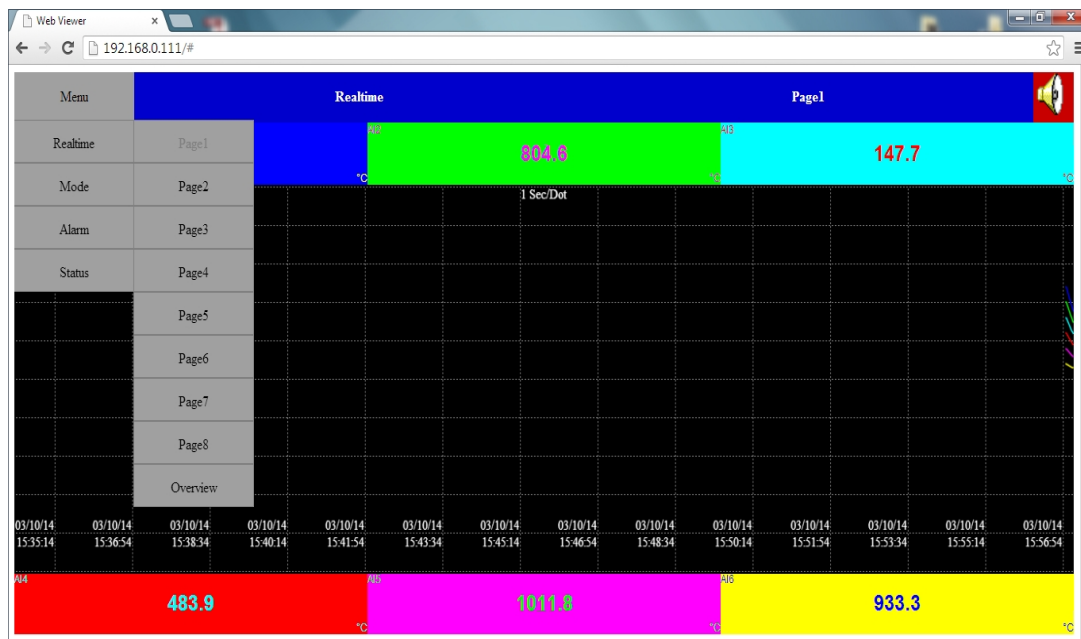 Web Viewer
192.168.0.111/#
Menu Realtime Page1
Realtime Page1
Mode Page2
Alarm Page3
Status Page4
Page5
Page6
Page7
Page8
Overview
°C
AI2
804.6
°C
AI3
147.7
°C
1 Sec/Dot
03/10/14 03/10/14 03/10/14 03/10/14 03/10/14 03/10/14 03/10/14 03/10/14 03/10/14 03/10/14 03/10/14 03/10/14 03/10/14 03/10/14
15:35:14 15:36:54 15:38:34 15:40:14 15:41:54 15:43:34 15:45:14 15:46:54 15:48:34 15:50:14 15:51:54 15:53:34 15:55:14 15:56:54
AI4
483.9
°C
AI5
1011.8
°C
AI6
933.3
°C